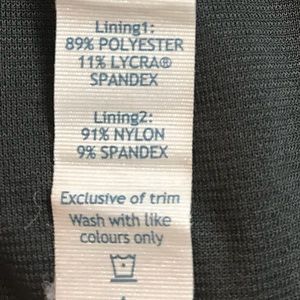 Lining1:
89% POLYESTER
11% LYCRA®
SPANDEX
Lining2:
91% NYLON
9% SPANDEX
Exclusive of trim
Wash with like
colours only